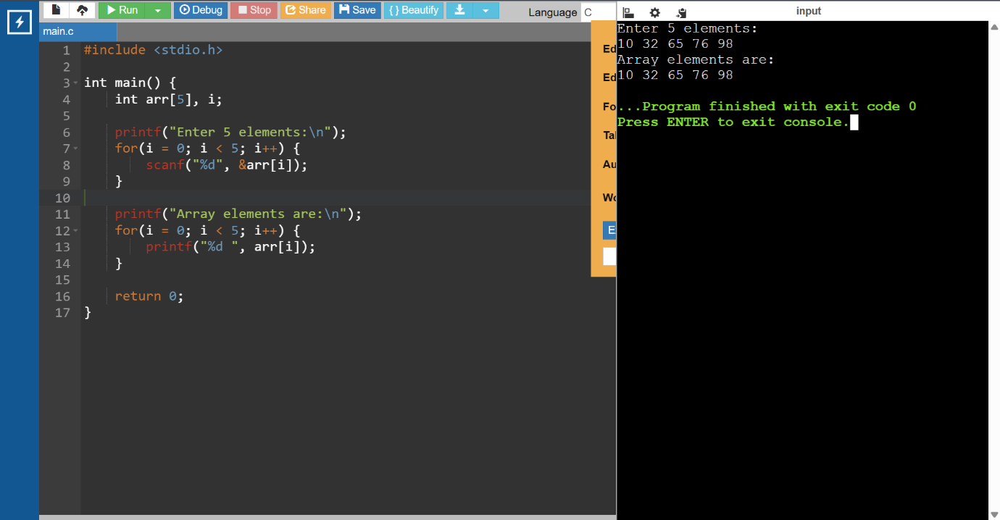 Run Debug Stop Share Save {} Beautify Language C
main.c
1 #include <stdio.h>
2
3 int main() {
4     int arr[5], i;
5
6     printf("Enter 5 elements:\n");
7     for(i = 0; i < 5; i++) {
8         scanf("%d", &arr[i]);
9     }
10
11     printf("Array elements are:\n");
12     for(i = 0; i < 5; i++) {
13         printf("%d ", arr[i]);
14     }
15
16     return 0;
17 }
Ed
Ed
Fo
Au
E
input
Enter 5 elements:
10 32 65 76 98
Array elements are:
10 32 65 76 98
...Program finished with exit code 0
Press ENTER to exit console.